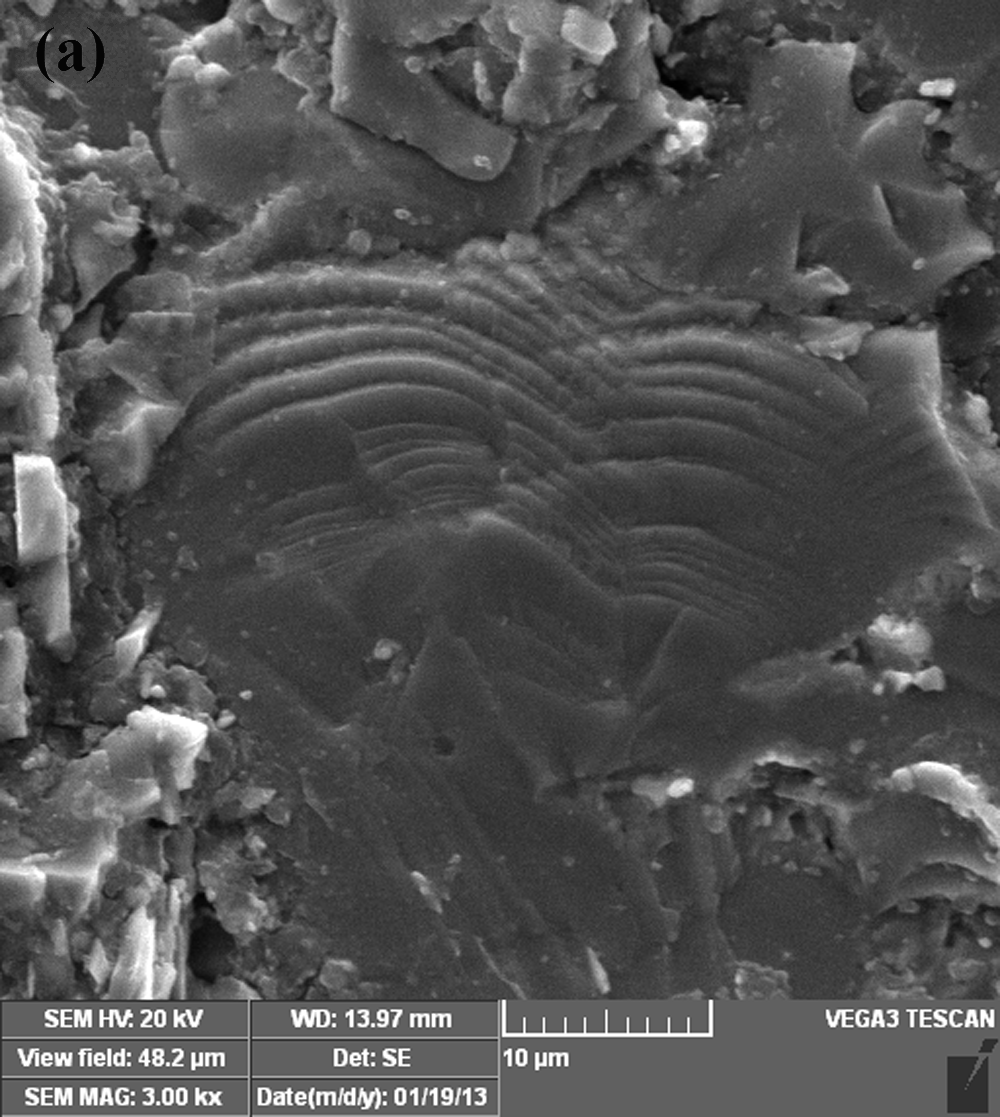 (a)
SEM HV: 20 kV
WD: 13.97 mm
VEGA3 TESCAN
View field: 48.2 µm
Det: SE
10 µm
SEM MAG: 3.00 kx
Date(m/d/y): 01/19/13